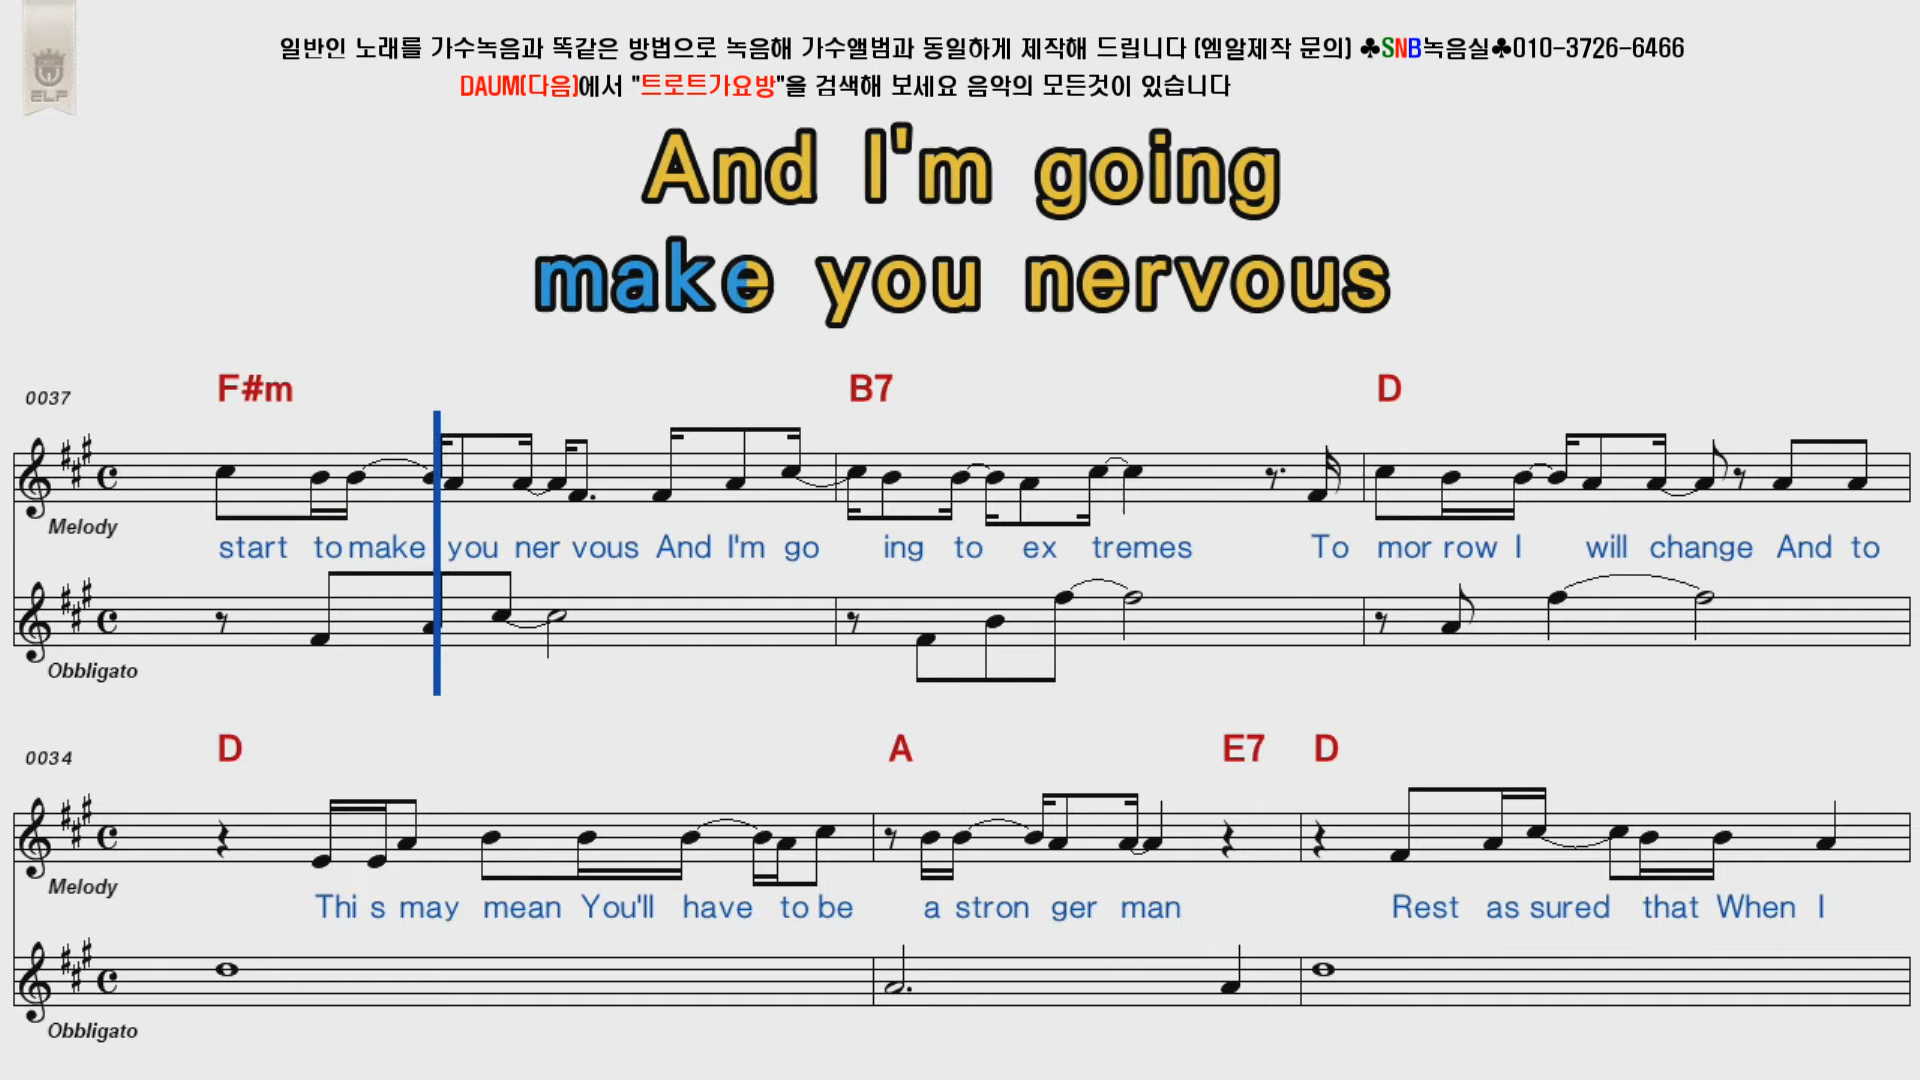 ELF
일반인 노래를 가수녹음과 똑같은 방법으로 녹음해 가수앨범과 동일하게 제작해 드립니다 (엠알제작 문의) ♣SNB녹음실♣010-3726-6466
DAUM(다음)에서 "트로트가요방"을 검색해 보세요 음악의 모든것이 있습니다
And I'm going
make you nervous
0037 F#m B7 D
Melody
start to make you ner vous And I'm go ing to ex tremes To mor row I will change And to
Obbligato
0034 D A E7 D
Melody
Thi s may mean You'll have to be a stron ger man Rest as sured that When I
Obbligato